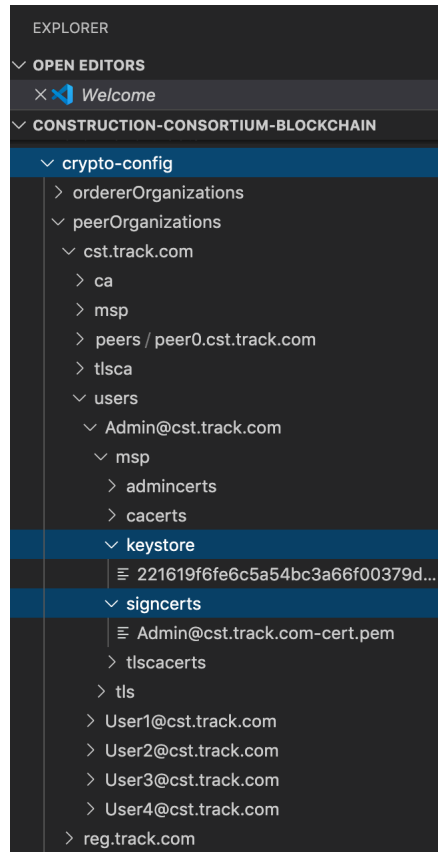 EXPLORER
OPEN EDITORS
Welcome
CONSTRUCTION-CONSORTIUM-BLOCKCHAIN
crypto-config
ordererOrganizations
peerOrganizations
cst.track.com
ca
msp
peers / peer0.cst.track.com
tlsca
users
Admin@cst.track.com
msp
admincerts
cacerts
keystore
221619f6fe6c5a54bc3a66f00379d...
signcerts
Admin@cst.track.com-cert.pem
tlscacerts
tls
User1@cst.track.com
User2@cst.track.com
User3@cst.track.com
User4@cst.track.com
reg.track.com